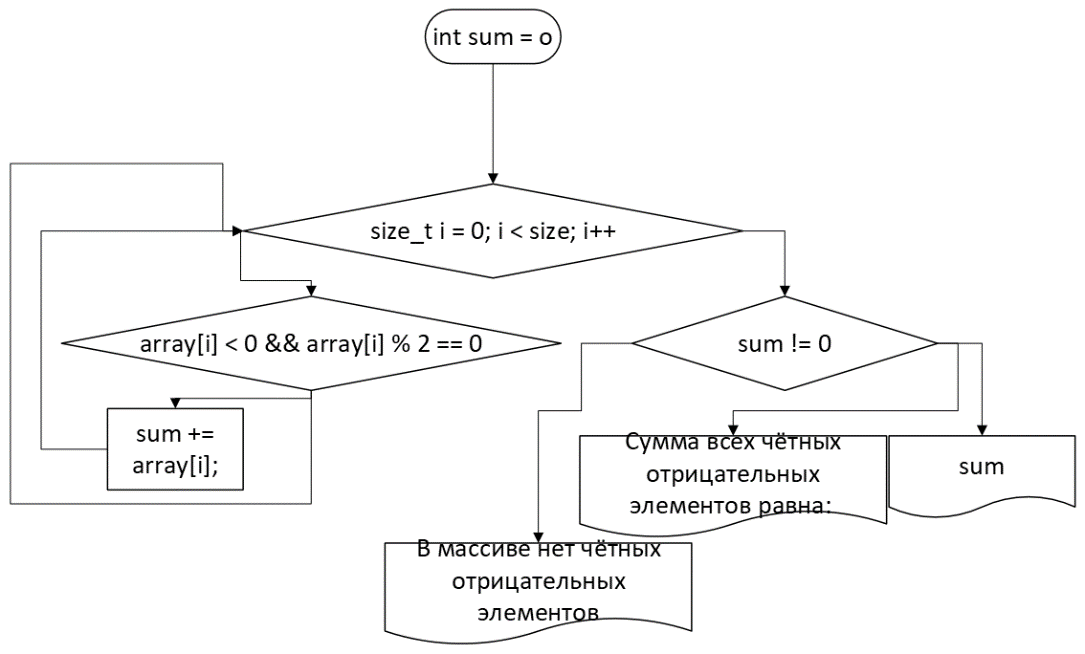 int sum = o
size_t i = 0; i < size; i++
array[i] < 0 && array[i] % 2 == 0
sum != 0
sum +=
array[i];
Сумма всех чётных
отрицательных
элементов равна:
sum
В массиве нет чётных
отрицательных
элементов